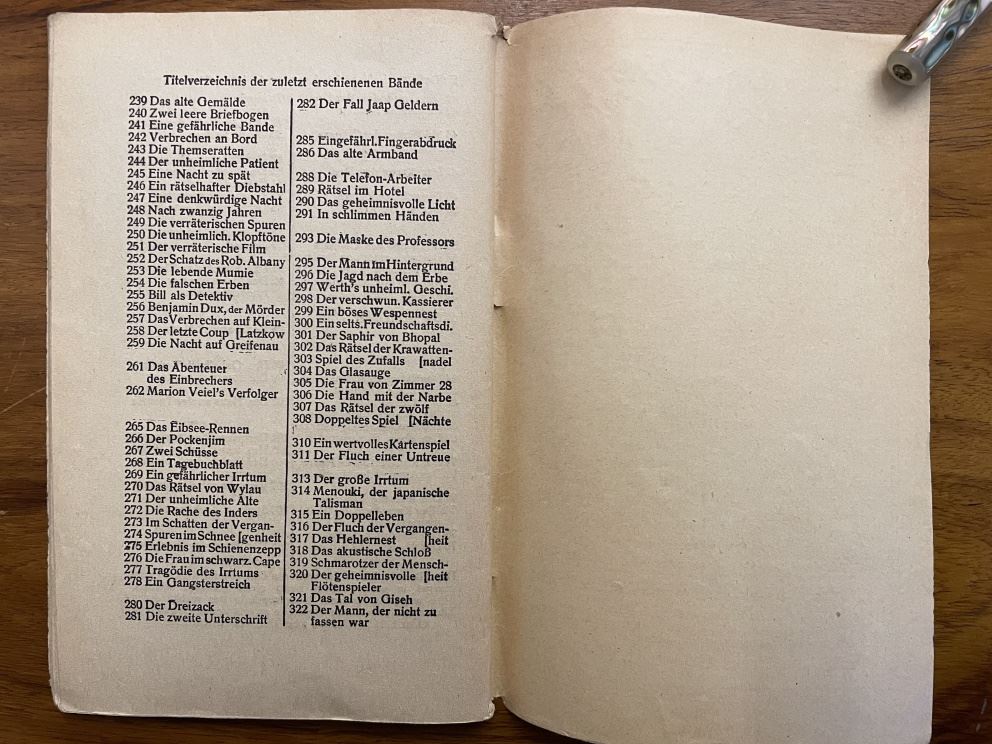 Titelverzeichnis der zuletzt erschienenen Bände
239 Das alte Gemälde
240 Zwei leere Briefbogen
241 Eine gefährliche Bande
242 Verbrechen an Bord
243 Die Themseratten
244 Der unheimliche Patient
245 Eine Nacht zu spät
246 Ein rätselhafter Diebstahl
247 Eine denkwürdige Nacht
248 Nach zwanzig Jahren
249 Die verräterischen Spuren
250 Die unheimlich. Klopftöne
251 Der verräterische Film
252 Der Schatz des Rob. Albany
253 Die lebende Mumie
254 Die falschen Erben
255 Bill als Detektiv
256 Benjamin Dux, der Mörder
257 Das Verbrechen auf Klein-
258 Der letzte Coup [Latzkow
259 Die Nacht auf Greifenau
261 Das Abenteuer
des Einbrechers
262 Marion Veiel's Verfolger
265 Das Eibsee-Rennen
266 Der Pockenjim
267 Zwei Schüsse
268 Ein Tagebuchblatt
269 Ein gefährlicher Irrtum
270 Das Rätsel von Wylau
271 Der unheimliche Alte
272 Die Rache des Inders
273 Im Schatten der Vergan-
274 Spuren im Schnee [genheit
275 Erlebnis im Schienenzepp
276 Die Frau im schwarz. Cape
277 Tragödie des Irrtums
278 Ein Gangsterstreich
280 Der Dreizack
281 Die zweite Unterschrift
282 Der Fall Jaap Geldern
285 Ein gefährl. Fingerabdruck
286 Das alte Armband
288 Die Telefon-Arbeiter
289 Rätsel im Hotel
290 Das geheimnisvolle Licht
291 In schlimmen Händen
293 Die Maske des Professors
295 Der Mann im Hintergrund
296 Die Jagd nach dem Erbe
297 Werth's unheiml. Geschi.
298 Der verschwun. Kassierer
299 Ein böses Wespennest
300 Ein selts. Freundschaftsdi.
301 Der Saphir von Bhopal
302 Das Rätsel der Krawatten-
303 Spiel des Zufalls [nadel
304 Das Glasauge
305 Die Frau von Zimmer 28
306 Die Hand mit der Narbe
307 Das Rätsel der zwölf
308 Doppeltes Spiel [Nächte
310 Ein wertvolles Kartenspiel
311 Der Fluch einer Untreue
313 Der große Irrtum
314 Menouki, der japanische
Talisman
315 Ein Doppelleben
316 Der Fluch der Vergangen-
317 Das Hehlernest [heit
318 Das akustische Schloß
319 Schmarotzer der Mensch-
320 Der geheimnisvolle [heit
Flötenspieler
321 Das Tal von Giseh
322 Der Mann, der nicht zu
fassen war